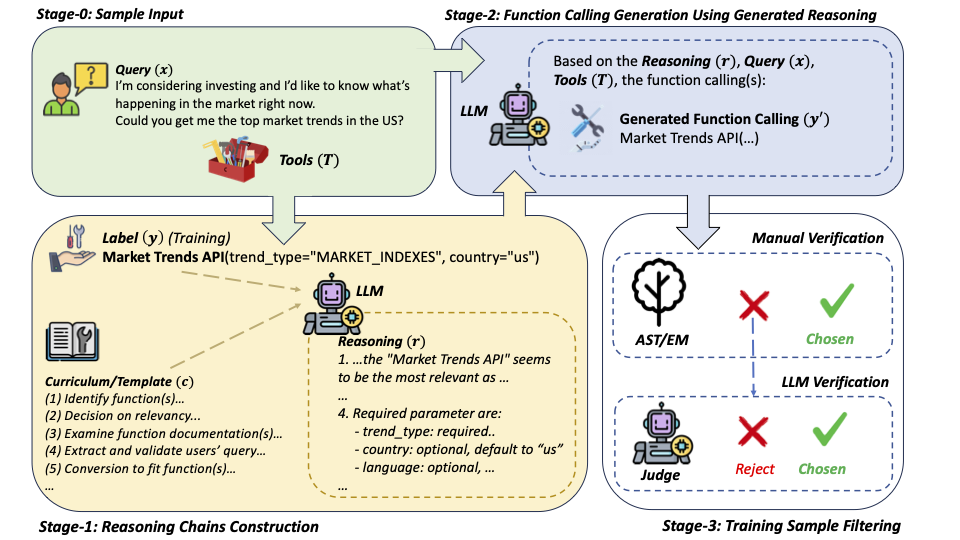 Stage-0: Sample Input
Query (x)
I'm considering investing and I'd like to know what's
happening in the market right now.
Could you get me the top market trends in the US?
Tools (T)
Stage-2: Function Calling Generation Using Generated Reasoning
LLM
Based on the Reasoning (r), Query (x),
Tools (T), the function calling(s):
Generated Function Calling (y′)
Market Trends API(…)
Label (y) (Training)
Market Trends API(trend_type="MARKET_INDEXES", country="us")
LLM
Curriculum/Template (c)
(1) Identify function(s)…
(2) Decision on relevancy...
(3) Examine function documentation(s)…
(4) Extract and validate users' query…
(5) Conversion to fit function(s)…
…
Reasoning (r)
1. …the "Market Trends API" seems
to be the most relevant as …
…
4. Required parameter are:
- trend_type: required..
- country: optional, default to “us”
- language: optional, …
…
Stage-1: Reasoning Chains Construction
Manual Verification
AST/EM
Chosen
LLM Verification
Judge
Reject
Chosen
Stage-3: Training Sample Filtering